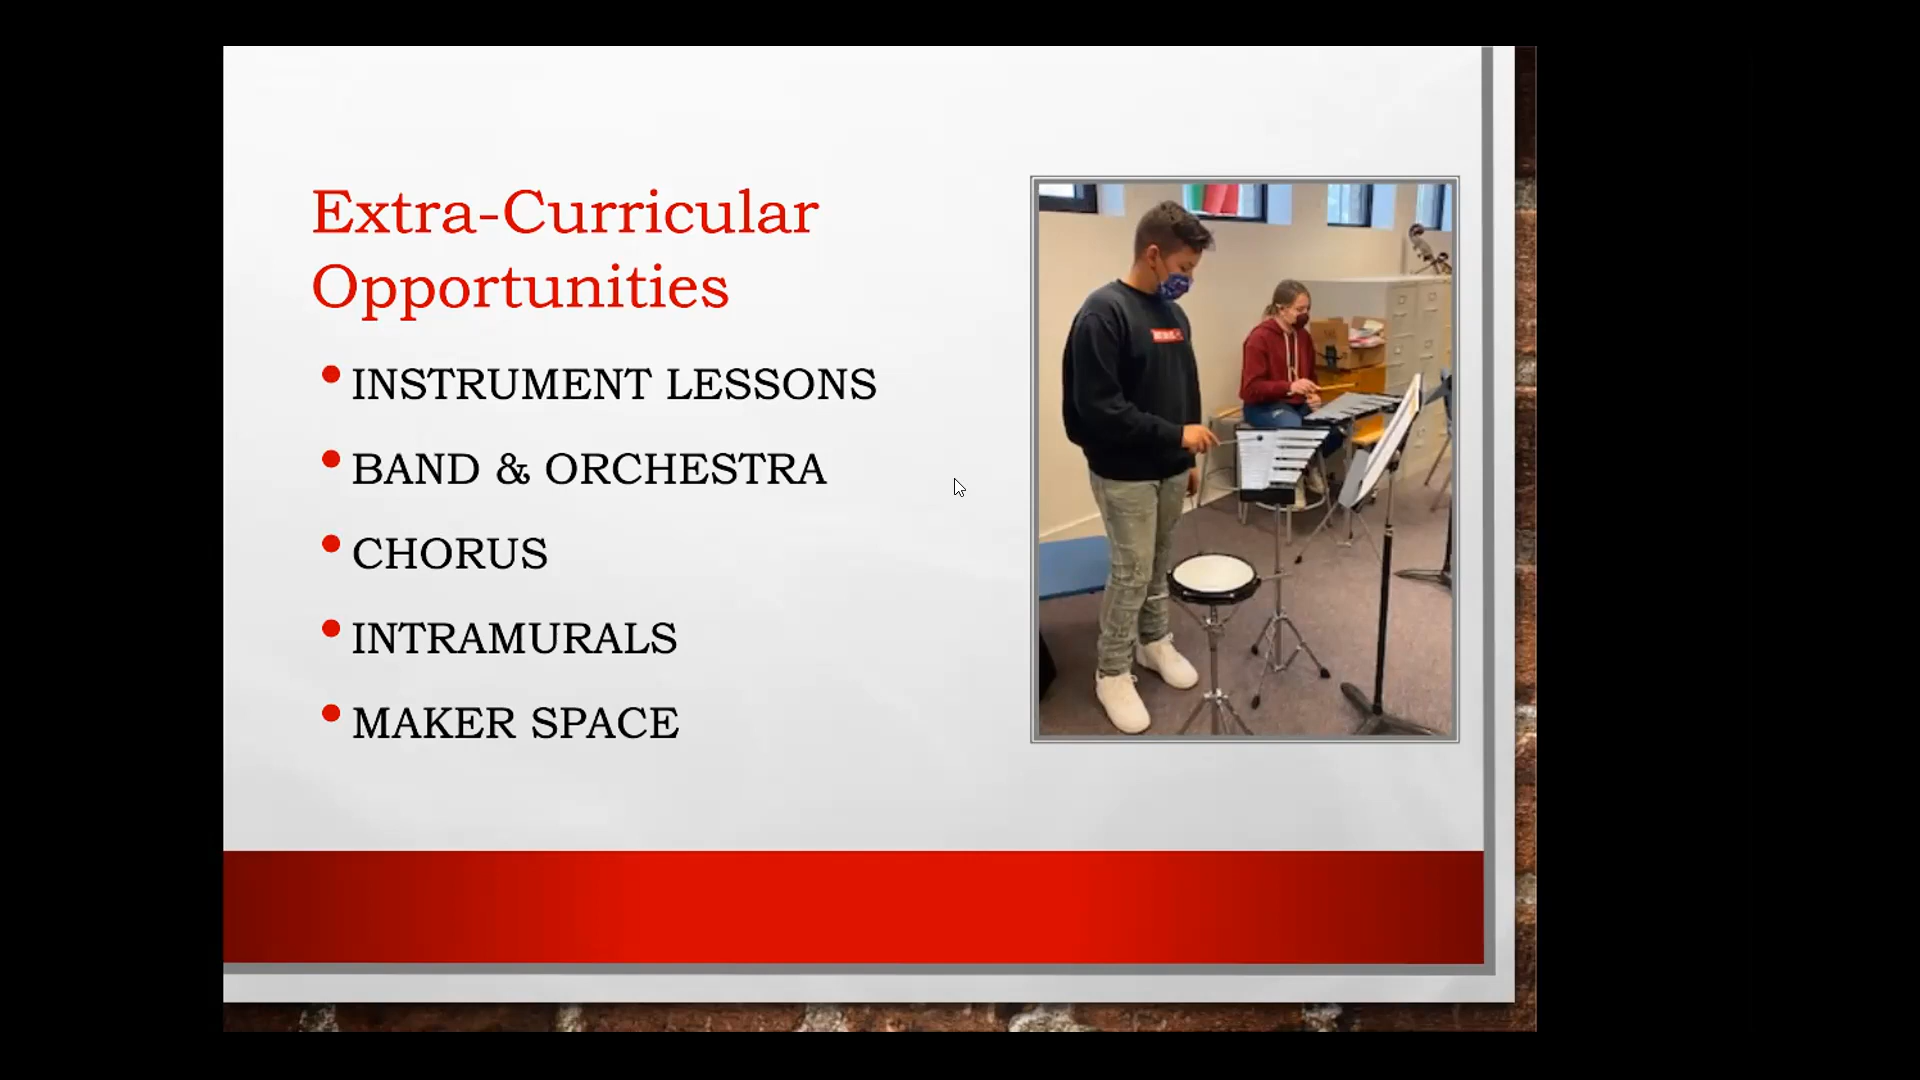 Extra-Curricular
Opportunities
INSTRUMENT LESSONS
BAND & ORCHESTRA
CHORUS
INTRAMURALS
MAKER SPACE